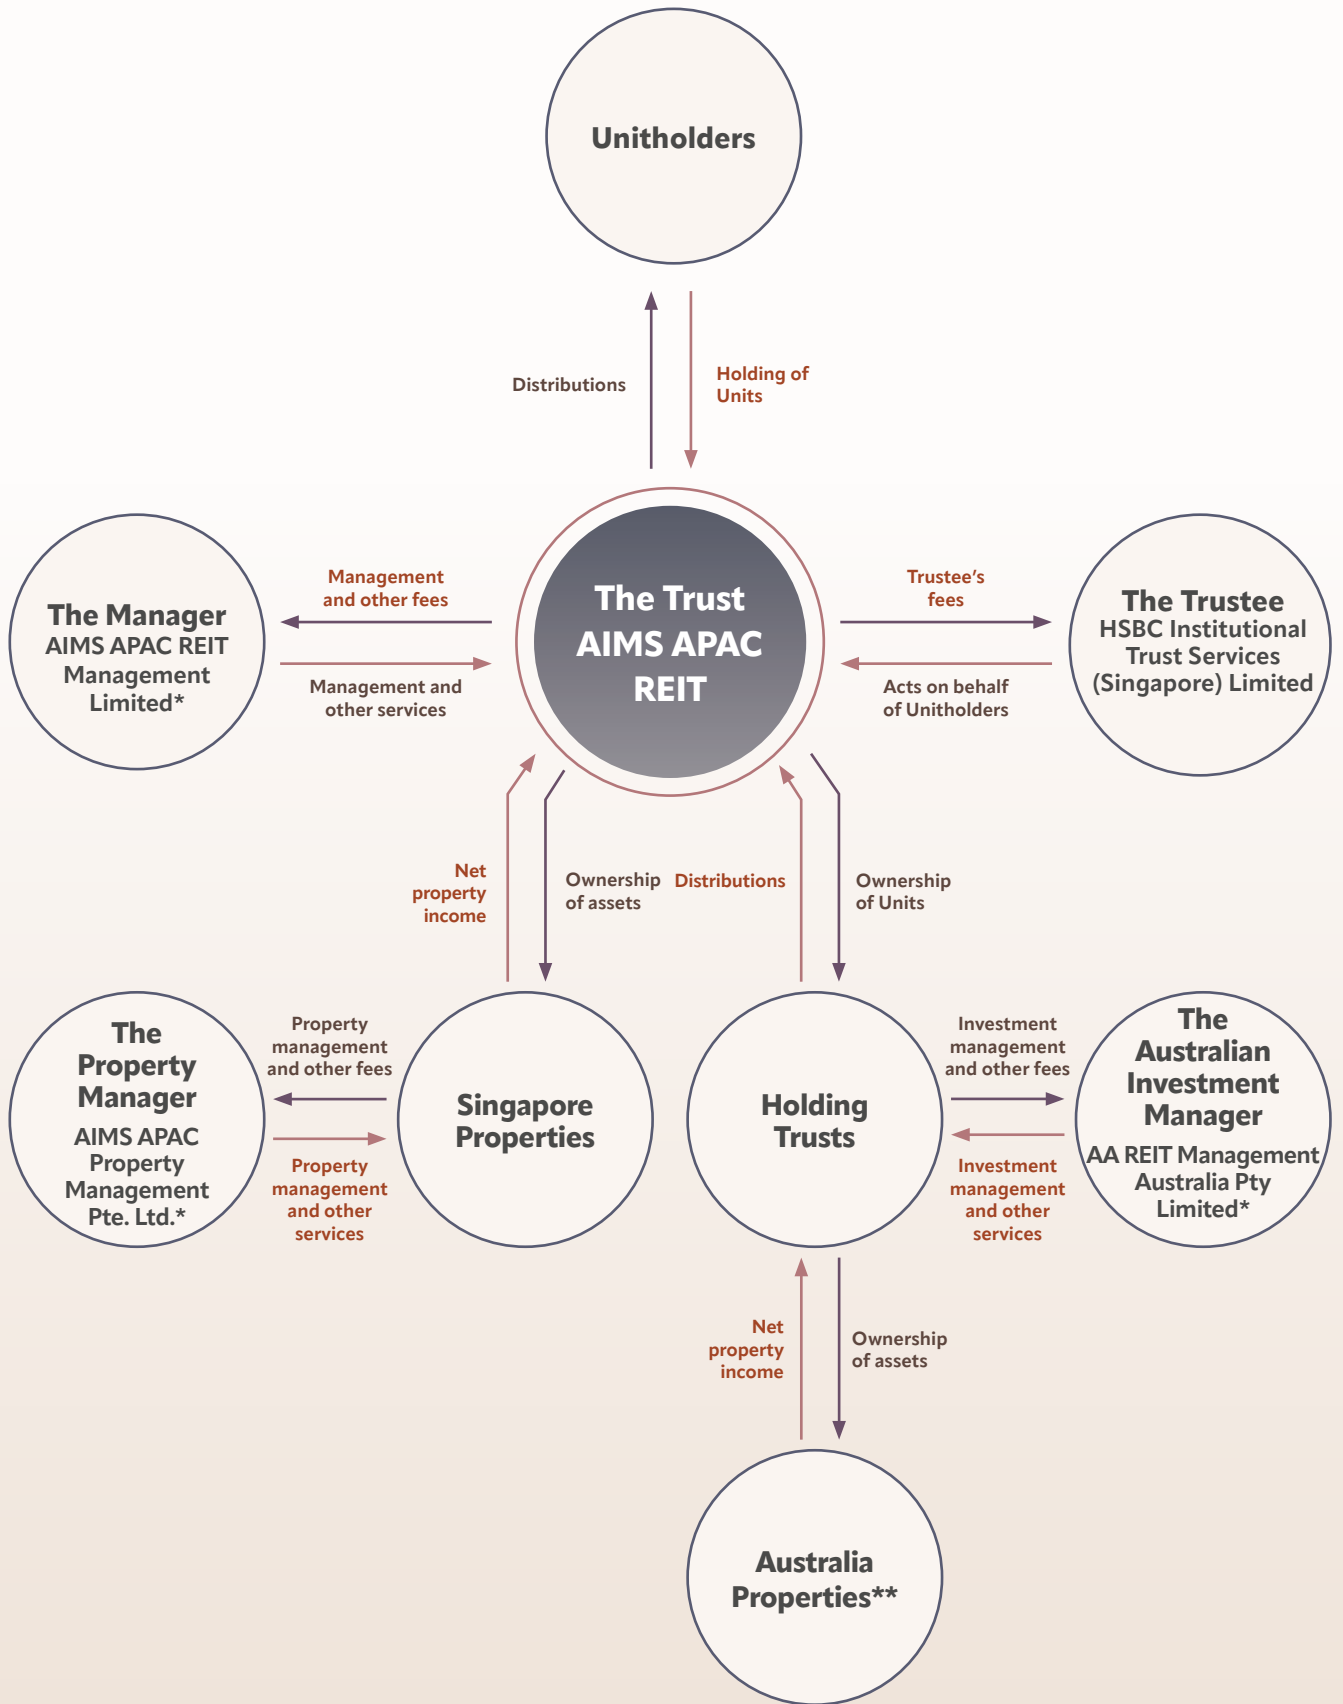 Unitholders
Distributions
Holding of
Units
The Manager
AIMS APAC REIT
Management
Limited*
Management
and other fees
Management and
other services
The Trust
AIMS APAC
REIT
Trustee's
fees
Acts on behalf
of Unitholders
The Trustee
HSBC Institutional
Trust Services
(Singapore) Limited
Net
property
income
Ownership
of assets
Distributions
Ownership
of Units
The
Property
Manager
AIMS APAC
Property
Management
Pte. Ltd.*
Property
management
and other fees
Property
management
and other
services
Singapore
Properties
Holding
Trusts
Investment
management
and other fees
Investment
management
and other
services
The
Australian
Investment
Manager
AA REIT Management
Australia Pty
Limited*
Net
property
income
Ownership
of assets
Australia
Properties**